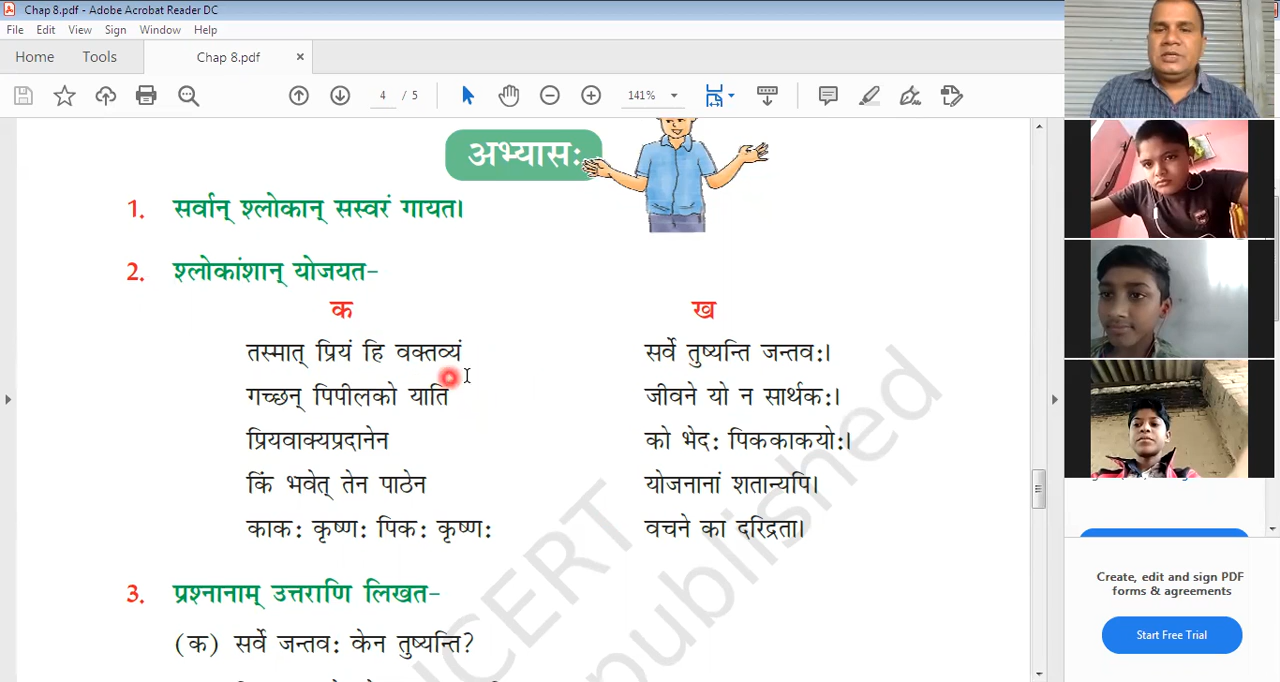 Chap 8.pdf - Adobe Acrobat Reader DC
File Edit View Sign Window Help
Home Tools Chap 8.pdf ×
4 / 5 141%
अभ्यासः
1. सर्वान् श्लोकान् सस्वरं गायत।
2. श्लोकांशान् योजयत-
क ख
तस्मात् प्रियं हि वक्तव्यं सर्वे तुष्यन्ति जन्तवः।
गच्छन् पिपीलको याति जीवने यो न सार्थकः।
प्रियवाक्यप्रदानेन को भेदः पिककाकयोः।
किं भवेत् तेन पाठेन योजनानां शतान्यपि।
काकः कृष्णः पिकः कृष्णः वचने का दरिद्रता।
3. प्रश्नानाम् उत्तराणि लिखत-
(क) सर्वे जन्तवः केन तुष्यन्ति?
NCERT
published
Create, edit and sign PDF
forms & agreements
Start Free Trial